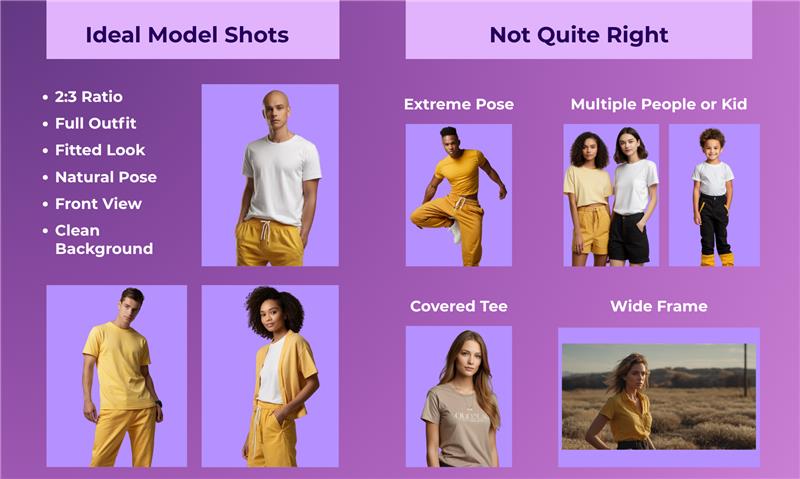 Ideal Model Shots
• 2:3 Ratio
• Full Outfit
• Fitted Look
• Natural Pose
• Front View
• Clean
Background
Not Quite Right
Extreme Pose
Multiple People or Kid
Covered Tee
Wide Frame